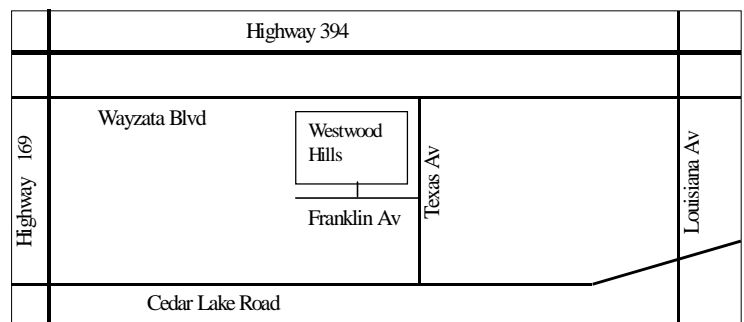 Highway 394
Wayzata Blvd
Westwood
Hills
Highway 169
Texas Av
Louisiana Av
Franklin Av
Cedar Lake Road